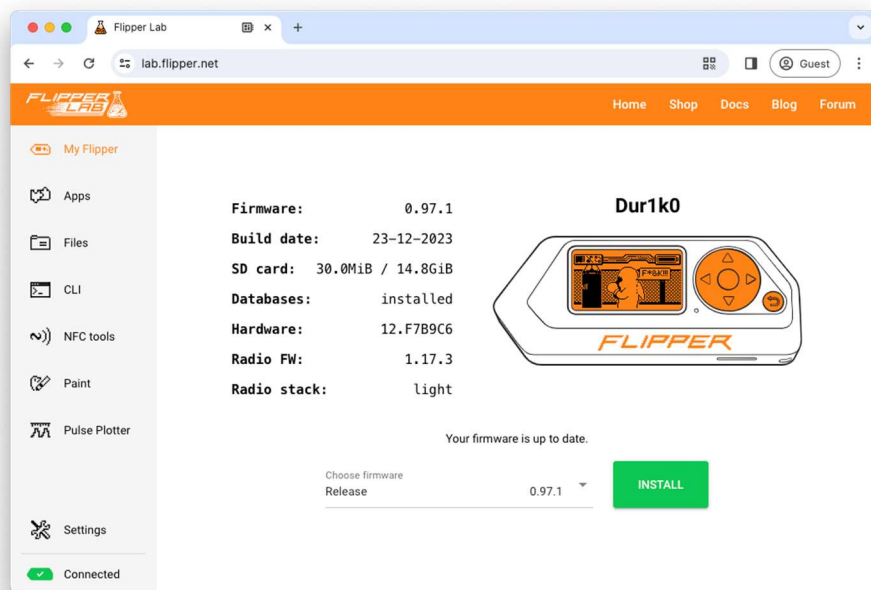 Flipper Lab
lab.flipper.net
Guest
FLIPPER LAB
Home Shop Docs Blog Forum
My Flipper
Apps
Files
CLI
NFC tools
Paint
Pulse Plotter
Settings
Connected
Firmware: 0.97.1
Build date: 23-12-2023
SD card: 30.0MiB / 14.8GiB
Databases: installed
Hardware: 12.F7B9C6
Radio FW: 1.17.3
Radio stack: light
Dur1k0
F*&K!!!
FLIPPER
Your firmware is up to date.
Choose firmware
Release 0.97.1
INSTALL